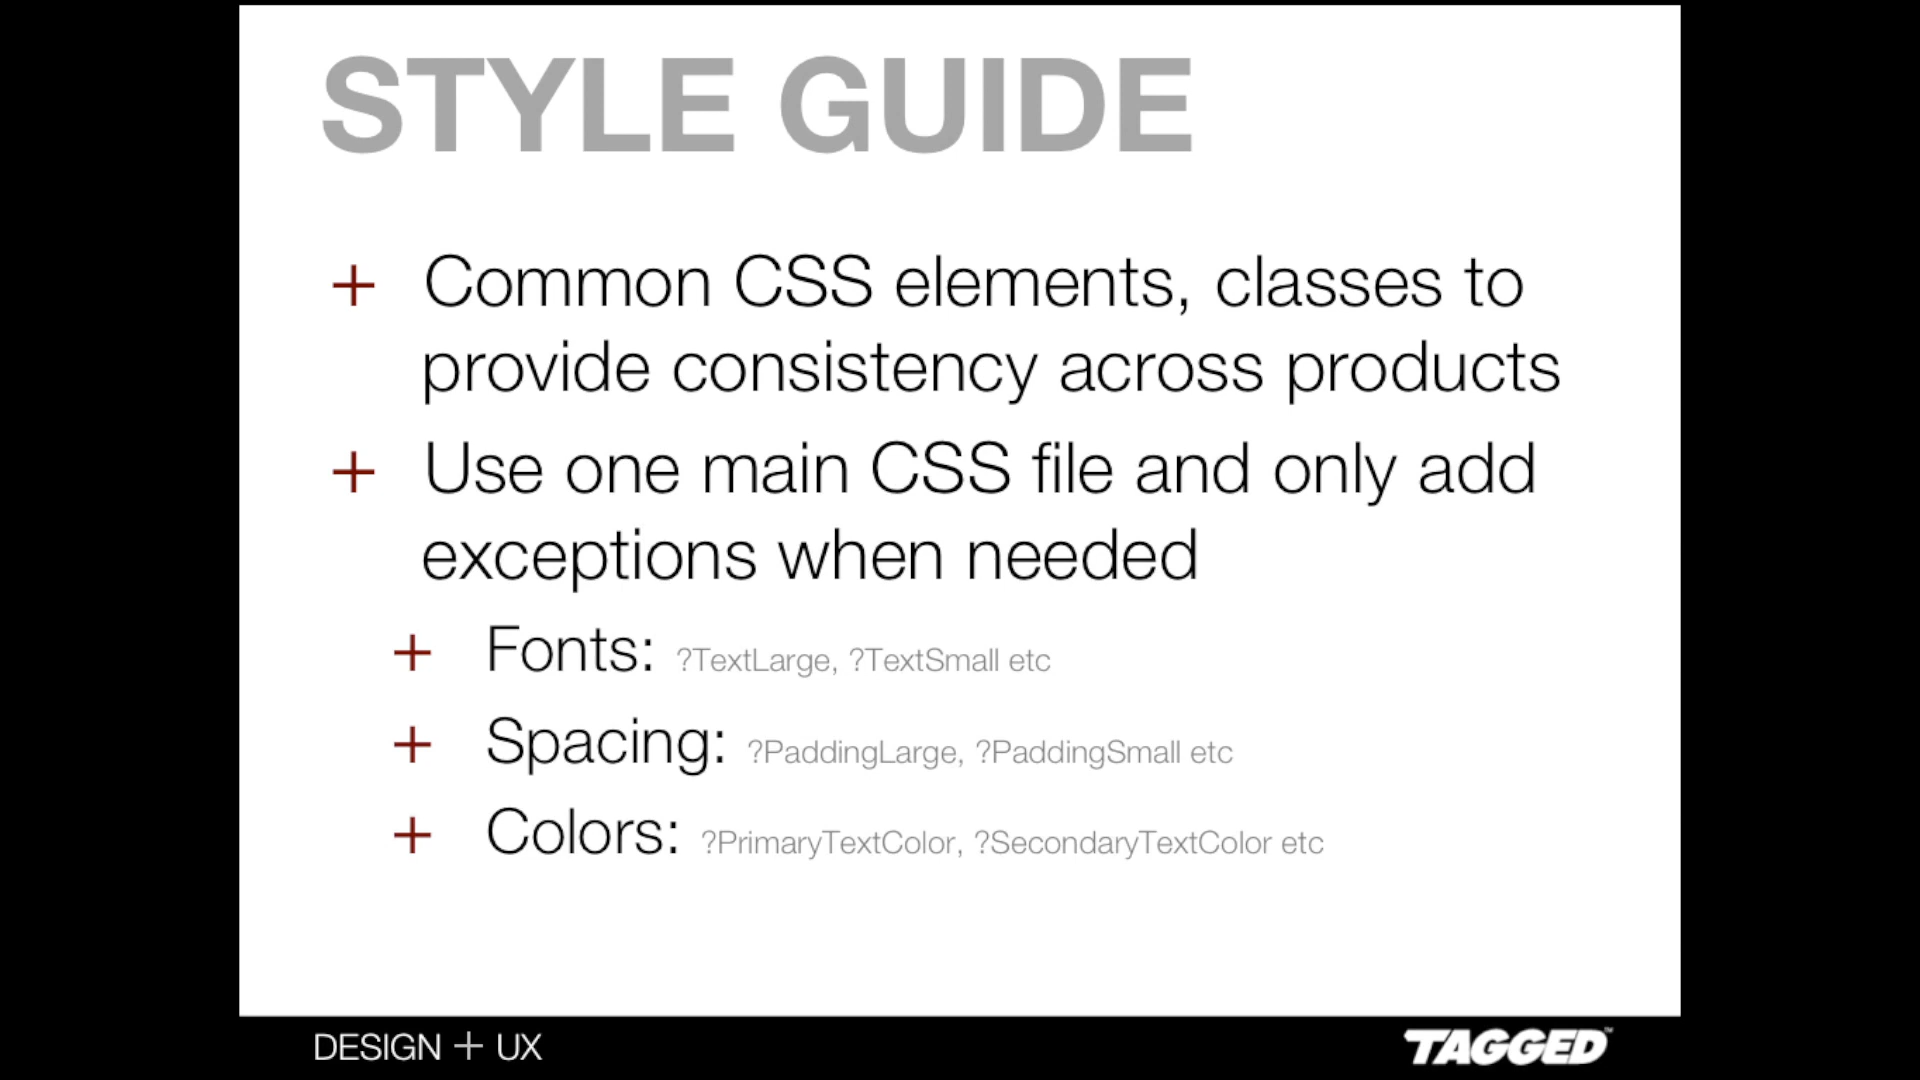 STYLE GUIDE
+ Common CSS elements, classes to
provide consistency across products
+ Use one main CSS file and only add
exceptions when needed
+ Fonts: ?TextLarge, ?TextSmall etc
+ Spacing: ?PaddingLarge, ?PaddingSmall etc
+ Colors: ?PrimaryTextColor, ?SecondaryTextColor etc
DESIGN + UX
TAGGED™